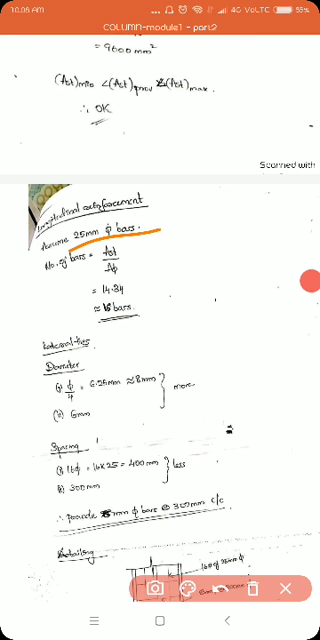 10:06 AM ... 4G VoLTE 55%
COLUMN-module1 - part2
= 9600 mm²
(Ast)min < (Ast)prov < (Ast)max.
∴ OK
Scanned with
Longitudinal reinforcement
Assume 25mm ϕ bars.
No. of bars = Ast / Aϕ
= 14.84
≈ 16 bars.
Lateral ties
Diameter
(a) ϕ/4 = 6.25mm ≈ 8mm
more
(b) 6mm
Spacing
(a) 16ϕ = 16×25 = 400mm
less
(b) 300mm
∴ provide 8mm ϕ bars @ 300mm c/c
Detailing
16 of 25mm ϕ